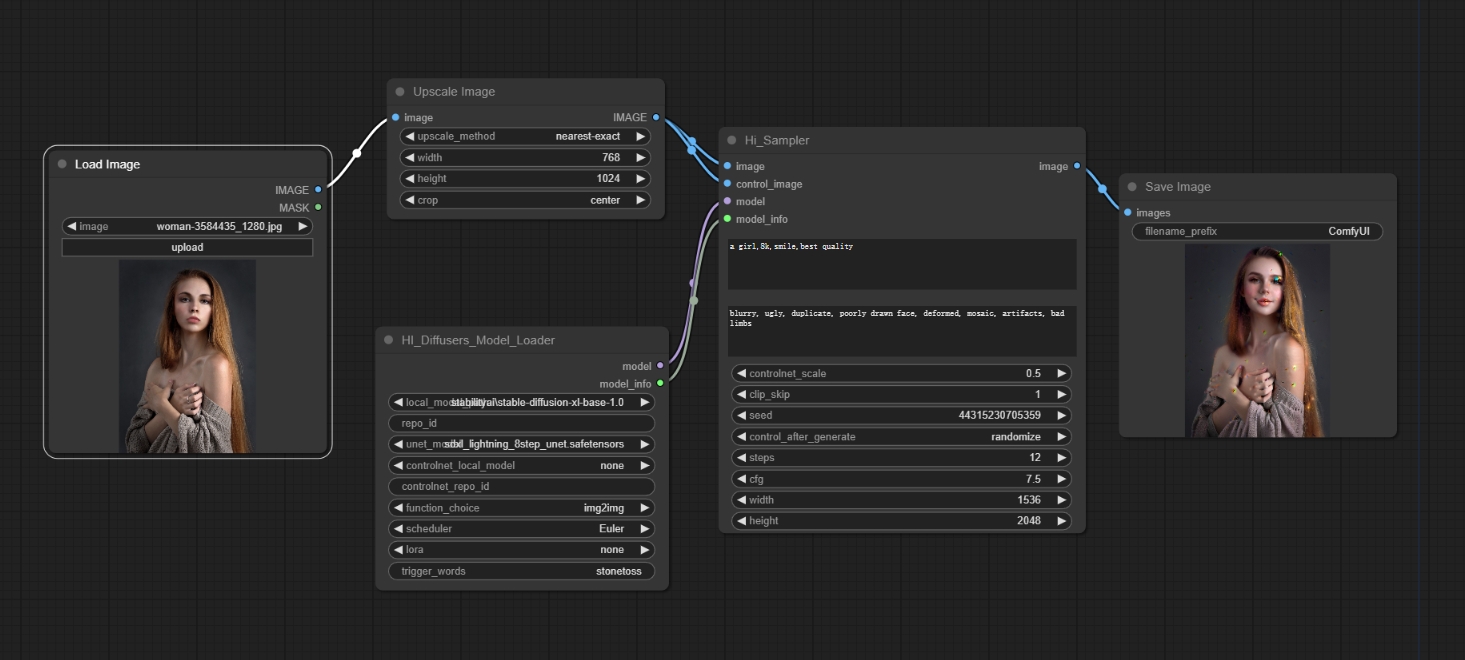 Load Image
IMAGE
MASK
image woman-3584435_1280.jpg
upload
Upscale Image
image IMAGE
upscale_method nearest-exact
width 768
height 1024
crop center
HI_Diffusers_Model_Loader
model
model_info
stabilityai\stable-diffusion-xl-base-1.0
repo_id
sdxl_lightning_8step_unet.safetensors
controlnet_local_model none
controlnet_repo_id
function_choice img2img
scheduler Euler
lora none
trigger_words stonetoss
Hi_Sampler
image image
control_image
model
model_info
a girl,8k,smile,best quality
blurry, ugly, duplicate, poorly drawn face, deformed, mosaic, artifacts, bad
limbs
controlnet_scale 0.5
clip_skip 1
seed 44315230705359
control_after_generate randomize
steps 12
cfg 7.5
width 1536
height 2048
Save Image
images
filename_prefix ComfyUI